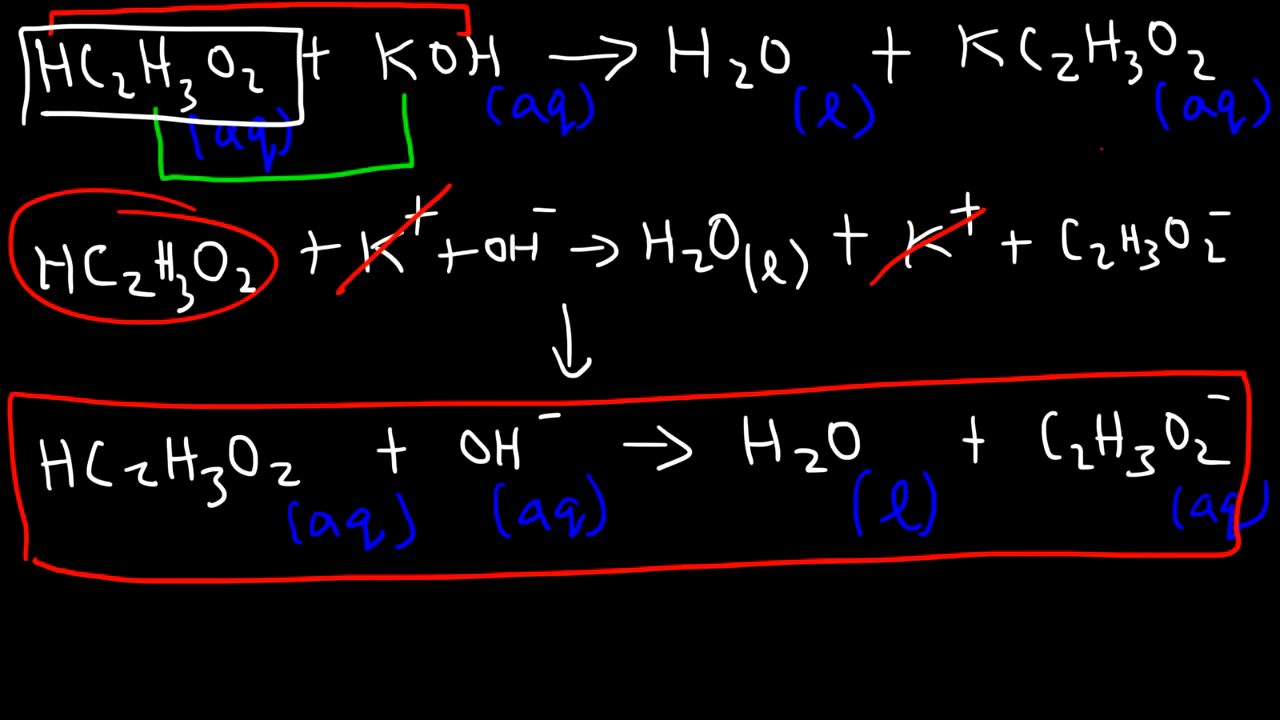 HC₂H₃O₂ (aq) + KOH (aq) → H₂O (l) + KC₂H₃O₂ (aq)
HC₂H₃O₂ + K⁺ + OH⁻ → H₂O(l) + K⁺ + C₂H₃O₂⁻
↓
HC₂H₃O₂ (aq) + OH⁻ (aq) → H₂O (l) + C₂H₃O₂⁻ (aq)